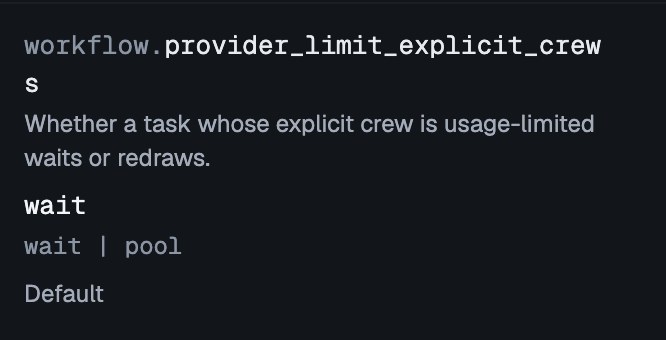 workflow.provider_limit_explicit_crew
s
Whether a task whose explicit crew is usage-limited
waits or redraws.
wait
wait | pool
Default